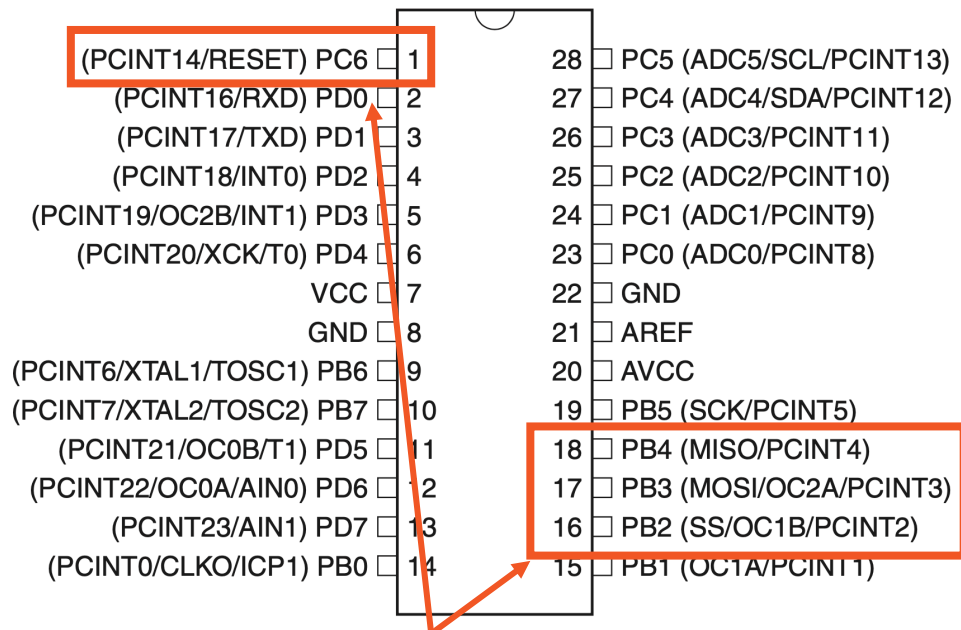 (PCINT14/RESET) PC6 1 28 PC5 (ADC5/SCL/PCINT13)
(PCINT16/RXD) PD0 2 27 PC4 (ADC4/SDA/PCINT12)
(PCINT17/TXD) PD1 3 26 PC3 (ADC3/PCINT11)
(PCINT18/INT0) PD2 4 25 PC2 (ADC2/PCINT10)
(PCINT19/OC2B/INT1) PD3 5 24 PC1 (ADC1/PCINT9)
(PCINT20/XCK/T0) PD4 6 23 PC0 (ADC0/PCINT8)
VCC 7 22 GND
GND 8 21 AREF
(PCINT6/XTAL1/TOSC1) PB6 9 20 AVCC
(PCINT7/XTAL2/TOSC2) PB7 10 19 PB5 (SCK/PCINT5)
(PCINT21/OC0B/T1) PD5 11 18 PB4 (MISO/PCINT4)
(PCINT22/OC0A/AIN0) PD6 12 17 PB3 (MOSI/OC2A/PCINT3)
(PCINT23/AIN1) PD7 13 16 PB2 (SS/OC1B/PCINT2)
(PCINT0/CLKO/ICP1) PB0 14 15 PB1 (OC1A/PCINT1)